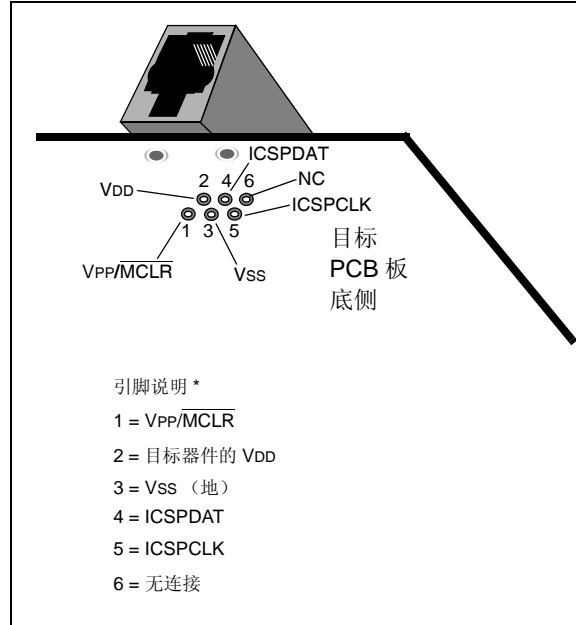 ICSPDAT
VDD 2 4 6 NC
ICSPCLK
1 3 5
VPP/MCLR VSS
目标
PCB 板
底侧
引脚说明 *
1 = VPP/MCLR
2 = 目标器件的 VDD
3 = VSS （地）
4 = ICSPDAT
5 = ICSPCLK
6 = 无连接